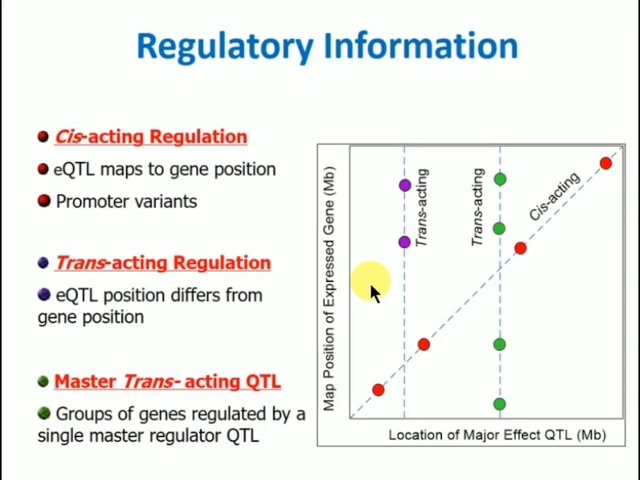 Regulatory Information
Cis-acting Regulation
eQTL maps to gene position
Promoter variants
Trans-acting Regulation
eQTL position differs from
gene position
Master Trans- acting QTL
Groups of genes regulated by a
single master regulator QTL
Map Position of Expressed Gene (Mb)
Trans-acting
Trans-acting
Cis-acting
Location of Major Effect QTL (Mb)